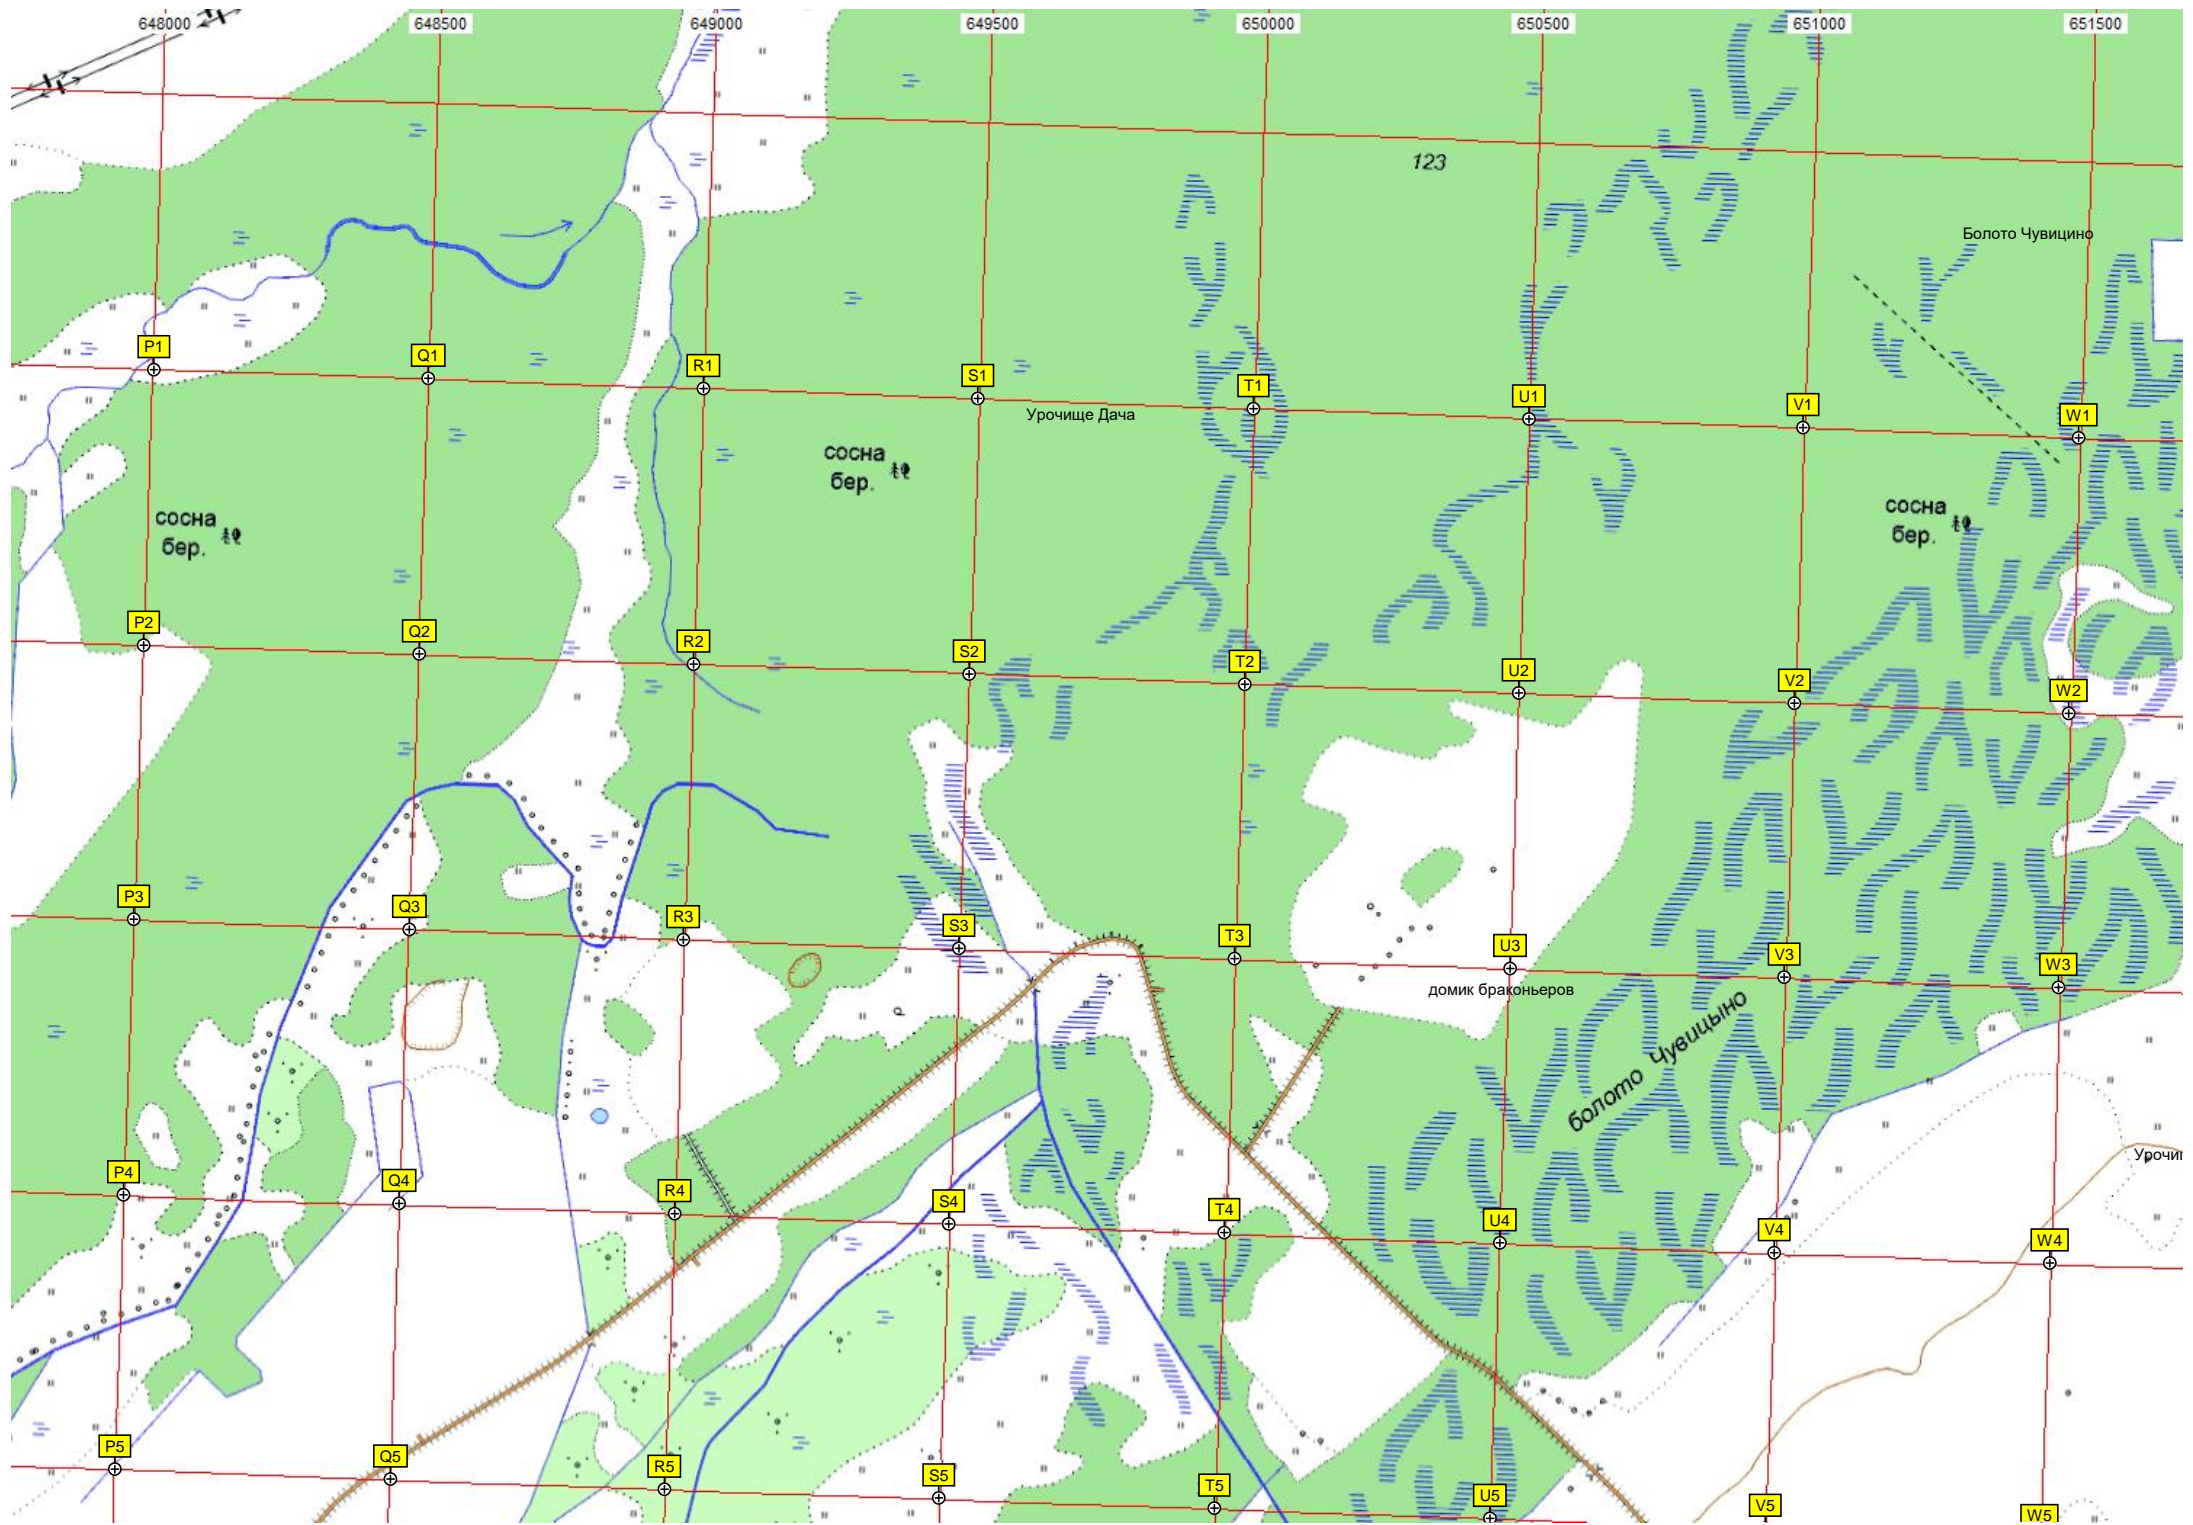 648000 648500 649000 649500 650000 650500 651000 651500
123
Болото Чувицино
P1 Q1 R1 S1 T1 U1 V1 W1
Урочище Дача
сосна
бер.
сосна
бер.
сосна
бер.
P2 Q2 R2 S2 T2 U2 V2 W2
P3 Q3 R3 S3 T3 U3 V3 W3
домик браконьеров
болото Чувицыно
Р
P4 Q4 R4 S4 T4 U4 V4 W4
P5 Q5 R5 S5 T5 U5 V5 W5